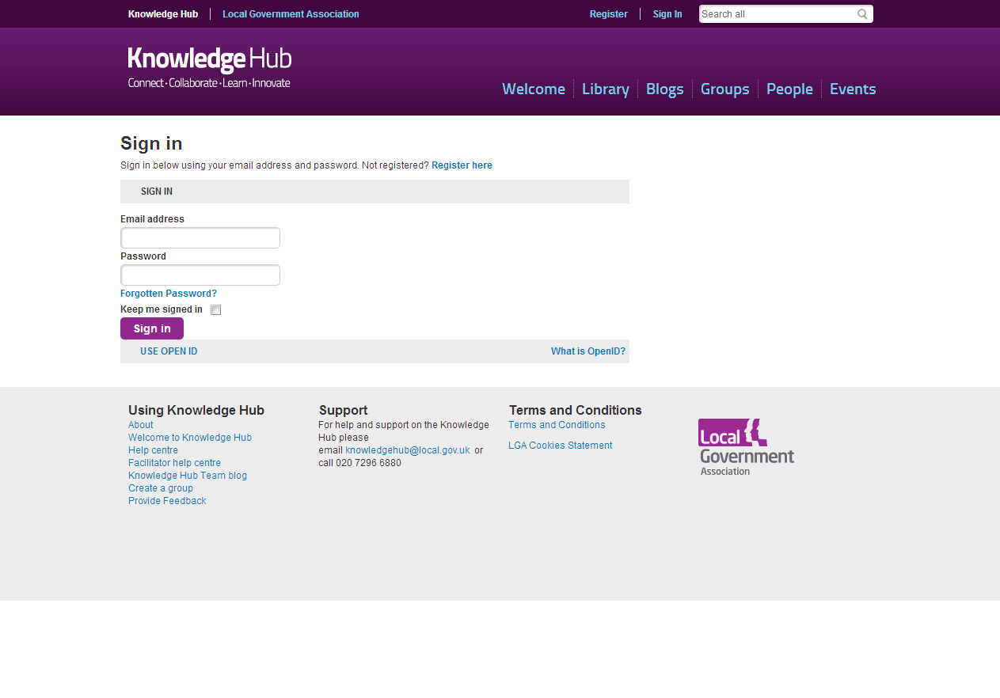 Knowledge Hub | Local Government Association Register | Sign In Search all
Knowledge Hub
Connect · Collaborate · Learn · Innovate
Welcome Library Blogs Groups People Events
Sign in
Sign in below using your email address and password. Not registered? Register here
SIGN IN
Email address
Password
Forgotten Password?
Keep me signed in
Sign in
USE OPEN ID What is OpenID?
Using Knowledge Hub
About
Welcome to Knowledge Hub
Help centre
Facilitator help centre
Knowledge Hub Team blog
Create a group
Provide Feedback
Support
For help and support on the Knowledge
Hub please
email knowledgehub@local.gov.uk or
call 020 7296 6880
Terms and Conditions
Terms and Conditions
LGA Cookies Statement
Local
Government
Association